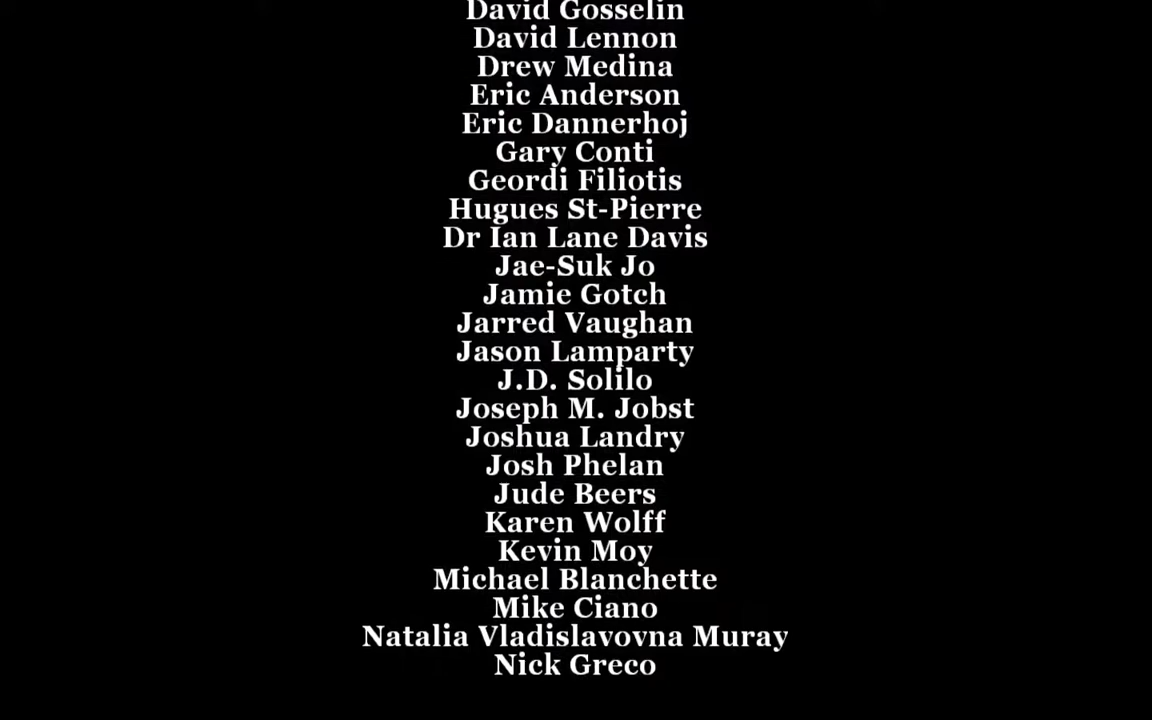 David Gosselin
David Lennon
Drew Medina
Eric Anderson
Eric Dannerhoj
Gary Conti
Geordi Filiotis
Hugues St-Pierre
Dr Ian Lane Davis
Jae-Suk Jo
Jamie Gotch
Jarred Vaughan
Jason Lamparty
J.D. Solilo
Joseph M. Jobst
Joshua Landry
Josh Phelan
Jude Beers
Karen Wolff
Kevin Moy
Michael Blanchette
Mike Ciano
Natalia Vladislavovna Muray
Nick Greco